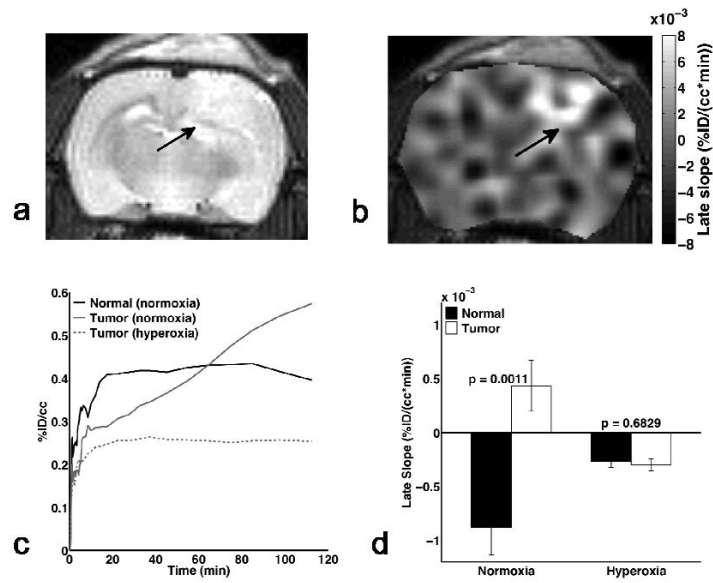 a
b
×10⁻³
8
6
4
2
0
−2
−4
−6
−8
Late slope (%ID/(cc*min))
c
0.6
0.5
0.4
0.3
0.2
0.1
0
%ID/cc
Normal (normoxia)
Tumor (normoxia)
Tumor (hyperoxia)
0 20 40 60 80 100 120
Time (min)
d
x 10⁻³
1
0.5
0
−0.5
−1
Late Slope (%ID/(cc*min))
Normal
Tumor
p = 0.0011
p = 0.6829
Normoxia Hyperoxia